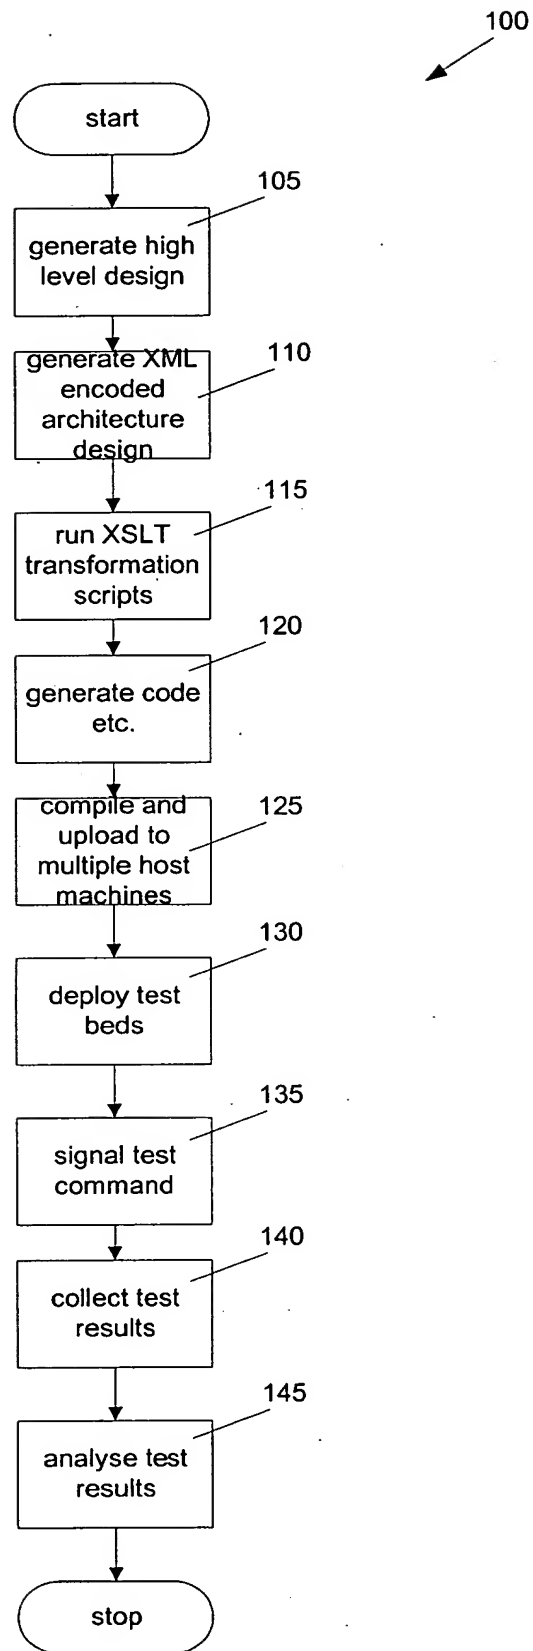 100
start
105
generate high
level design
110
generate XML
encoded
architecture
design
115
run XSLT
transformation
scripts
120
generate code
etc.
125
compile and
upload to
multiple host
machines
130
deploy test
beds
135
signal test
command
140
collect test
results
145
analyse test
results
stop